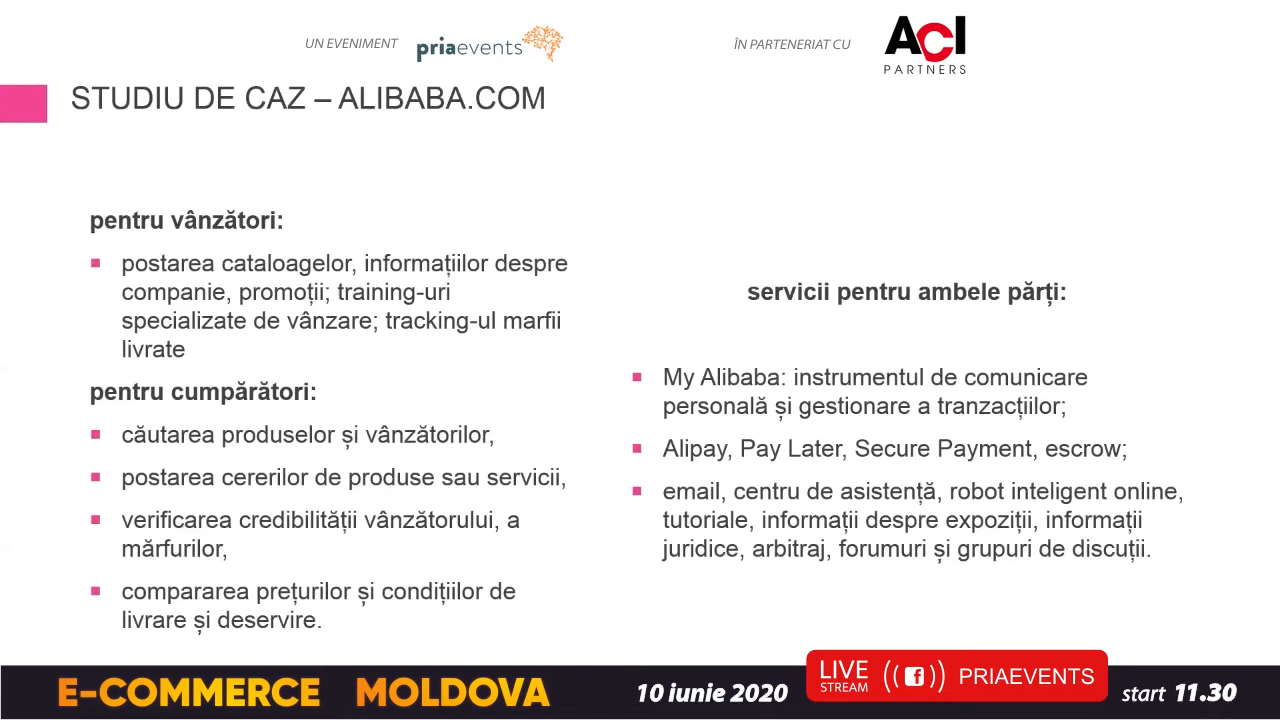 UN EVENIMENT
priaevents
ÎN PARTENERIAT CU
ACI
PARTNERS
STUDIU DE CAZ – ALIBABA.COM
pentru vânzători:
postarea cataloagelor, informațiilor despre
companie, promoții; training-uri
specializate de vânzare; tracking-ul marfii
livrate
pentru cumpărători:
căutarea produselor și vânzătorilor,
postarea cererilor de produse sau servicii,
verificarea credibilității vânzătorului, a
mărfurilor,
compararea prețurilor și condițiilor de
livrare și deservire.
servicii pentru ambele părți:
My Alibaba: instrumentul de comunicare
personală și gestionare a tranzacțiilor;
Alipay, Pay Later, Secure Payment, escrow;
email, centru de asistență, robot inteligent online,
tutoriale, informații despre expoziții, informații
juridice, arbitraj, forumuri și grupuri de discuții.
E-COMMERCE MOLDOVA
10 iunie 2020
LIVE
STREAM
PRIAEVENTS
start 11.30